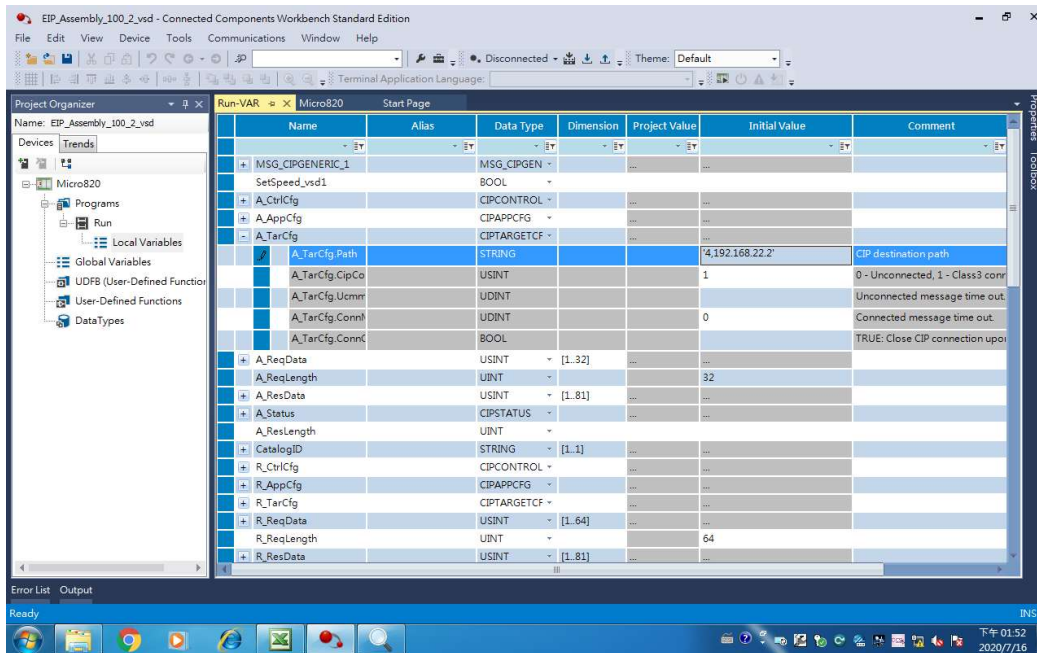 EIP_Assembly_100_2_vsd - Connected Components Workbench Standard Edition
File Edit View Device Tools Communications Window Help
Disconnected Theme: Default
Terminal Application Language:
Project Organizer
Run-VAR Micro820 Start Page
Properties
Toolbox
Name: EIP_Assembly_100_2_vsd
Devices Trends
Micro820
Programs
Run
Local Variables
Global Variables
UDFB (User-Defined Function
User-Defined Functions
DataTypes
Name Alias Data Type Dimension Project Value Initial Value Comment
+ MSG_CIPGENERIC_1 MSG_CIPGEN ... ...
SetSpeed_vsd1 BOOL
+ A_CtrlCfg CIPCONTROL ... ...
+ A_AppCfg CIPAPPCFG ... ...
- A_TarCfg CIPTARGETCF ... ...
A_TarCfg.Path STRING '4,192.168.22.2' CIP destination path
A_TarCfg.CipCo USINT 1 0 - Unconnected, 1 - Class3 conr
A_TarCfg.Ucmm UDINT Unconnected message time out.
A_TarCfg.ConnM UDINT 0 Connected message time out.
A_TarCfg.ConnC BOOL TRUE: Close CIP connection upon
+ A_ReqData USINT [1..32] ... ...
A_ReqLength UINT 32
+ A_ResData USINT [1..81] ... ...
+ A_Status CIPSTATUS ... ...
A_ResLength UINT
+ CatalogID STRING [1..1] ... ...
+ R_CtrlCfg CIPCONTROL ... ...
+ R_AppCfg CIPAPPCFG ... ...
+ R_TarCfg CIPTARGETCF ... ...
+ R_ReqData USINT [1..64] ... ...
R_ReqLength UINT 64
+ R_ResData USINT [1..81] ... ...
Error List Output
Ready INS
下午 01:52
2020/7/16